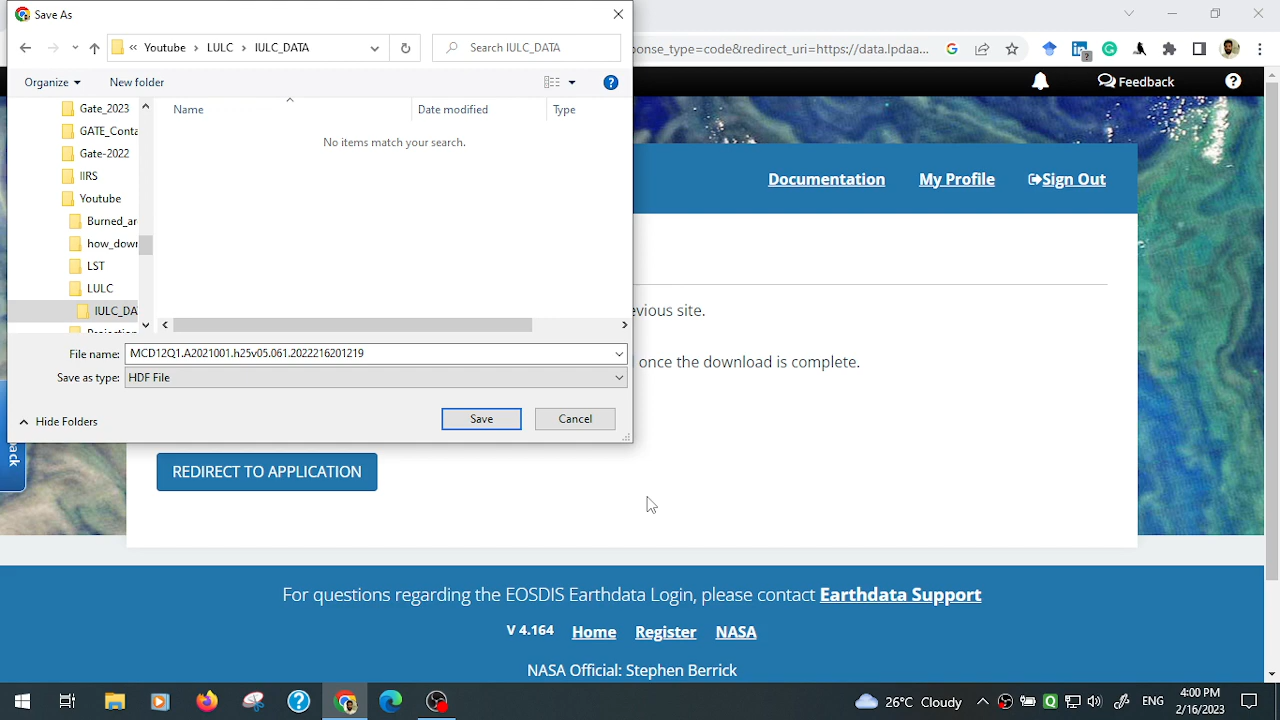 Save As
« Youtube > LULC > IULC_DATA
Search IULC_DATA
Organize
New folder
Gate_2023
GATE_Conta
Gate-2022
IIRS
Youtube
Burned_ar
how_down
LST
LULC
IULC_DA
Name
Date modified
Type
No items match your search.
File name:
MCD12Q1.A2021001.h25v05.061.2022216201219
Save as type:
HDF File
Hide Folders
Save
Cancel
onse_type=code&redirect_uri=https://data.lpdaa...
Feedback
Documentation
My Profile
Sign Out
evious site.
once the download is complete.
back
REDIRECT TO APPLICATION
For questions regarding the EOSDIS Earthdata Login, please contact Earthdata Support
V 4.164 Home Register NASA
NASA Official: Stephen Berrick
26°C Cloudy
ENG
4:00 PM
2/16/2023